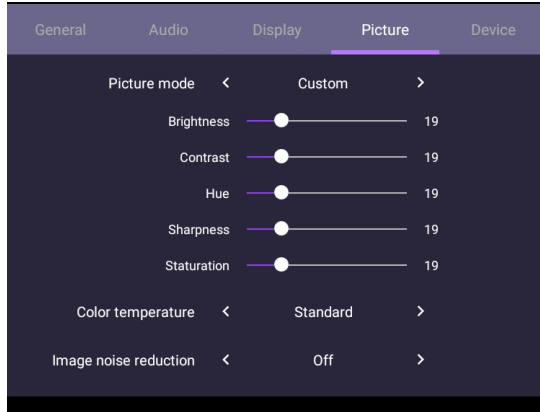 General Audio Display Picture Device
Picture mode < Custom >
Brightness 19
Contrast 19
Hue 19
Sharpness 19
Staturation 19
Color temperature < Standard >
Image noise reduction < Off >